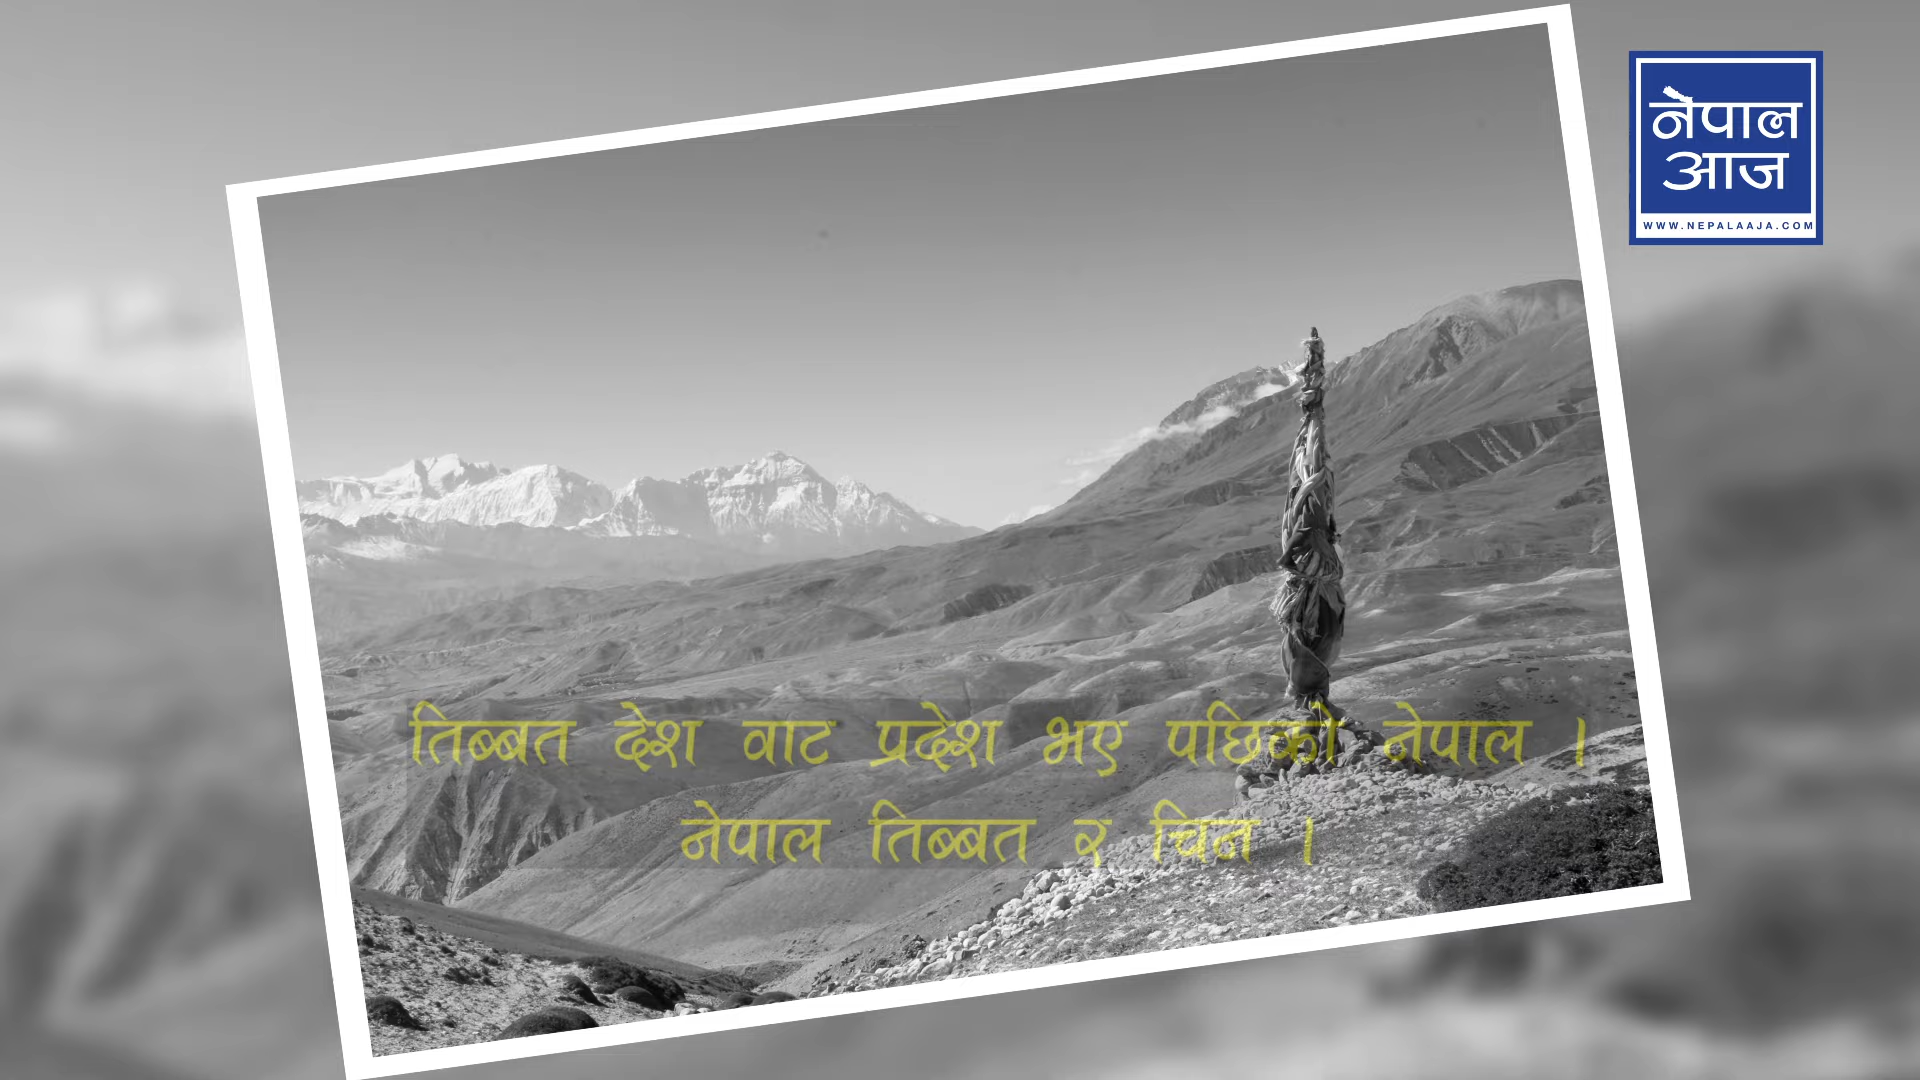 नेपाल
आज
WWW.NEPALAAJA.COM
तिब्बत देश वाट प्रदेश भए पछिको नेपाल ।
नेपाल तिब्बत र चिन ।